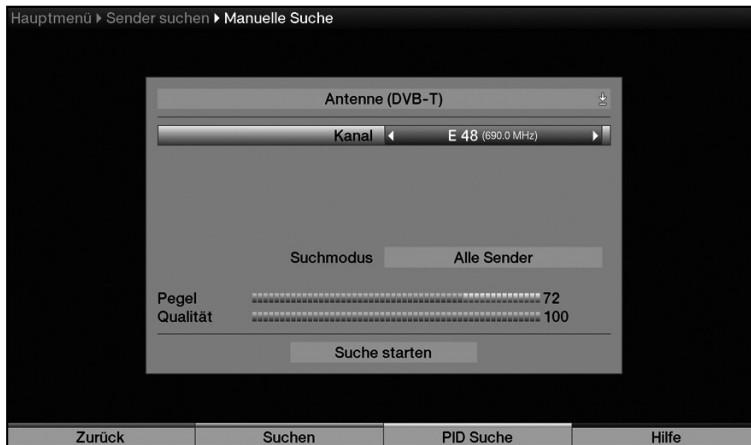 Hauptmenü ▸ Sender suchen ▸ Manuelle Suche
Antenne (DVB-T)
Kanal E 48 (690.0 MHz)
Suchmodus Alle Sender
Pegel 72
Qualität 100
Suche starten
Zurück Suchen PID Suche Hilfe